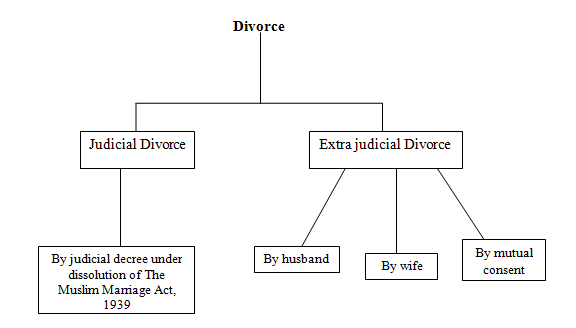 Divorce
Judicial Divorce
Extra judicial Divorce
By judicial decree under
dissolution of The
Muslim Marriage Act,
1939
By husband
By wife
By mutual
consent